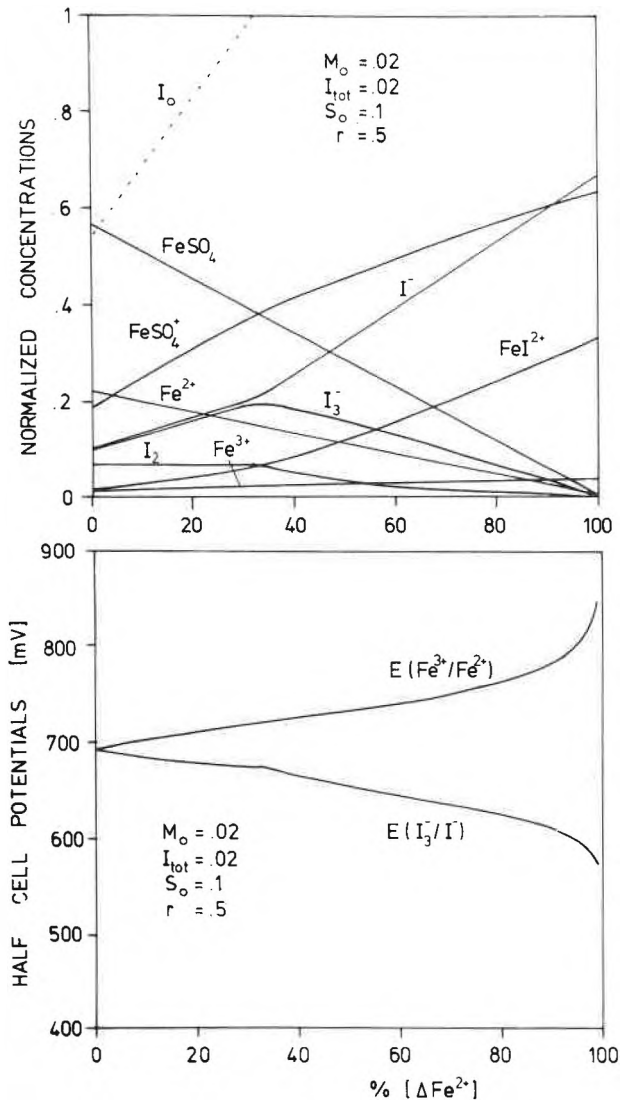 NORMALIZED CONCENTRATIONS
1
.8
.6
.4
.2
0
I₀
M₀ = .02
I_tot = .02
S₀ = .1
r = .5
FeSO₄
FeSO₄⁺
Fe²⁺
I₂
Fe³⁺
I⁻
I₃⁻
FeI²⁺
0 20 40 60 80 100
HALF CELL POTENTIALS [mV]
900
800
700
600
500
400
E (Fe³⁺/Fe²⁺)
E (I₃⁻/I⁻)
M₀ = .02
I_tot = .02
S₀ = .1
r = .5
0 20 40 60 80 100
% [ΔFe²⁺]